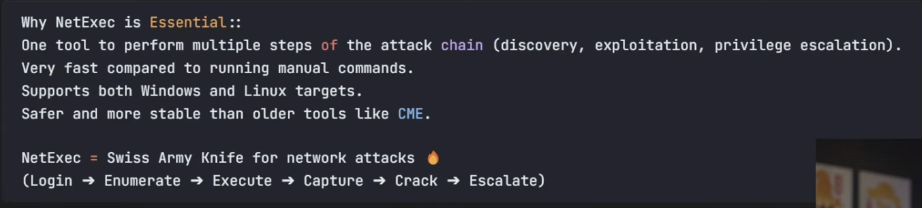 Why NetExec is Essential::
One tool to perform multiple steps of the attack chain (discovery, exploitation, privilege escalation).
Very fast compared to running manual commands.
Supports both Windows and Linux targets.
Safer and more stable than older tools like CME.
NetExec = Swiss Army Knife for network attacks 🔥
(Login → Enumerate → Execute → Capture → Crack → Escalate)